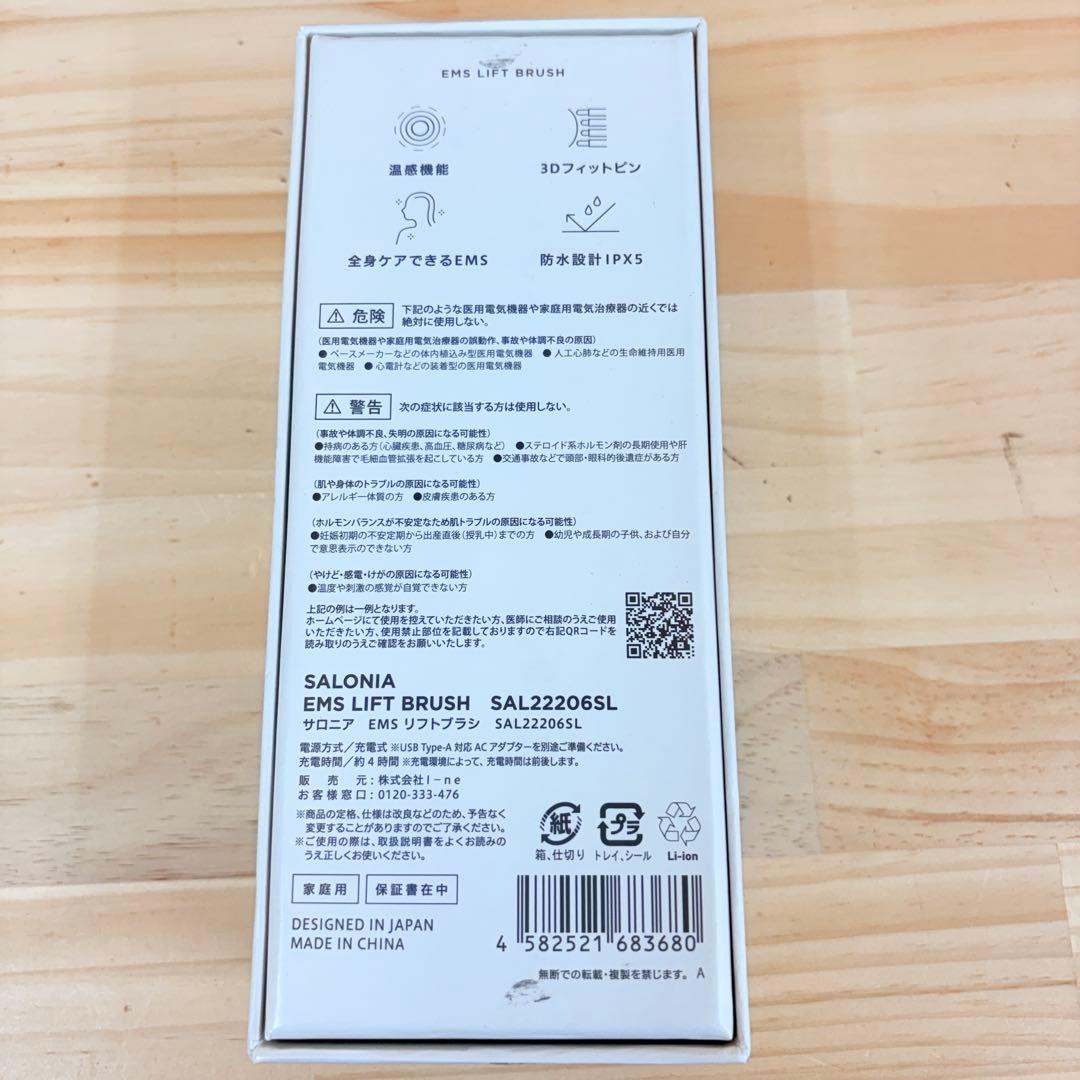 EMS LIFT BRUSH
温感機能
3Dフィットピン
全身ケアできるEMS
防水設計IPX5
⚠ 危険 下記のような医用電気機器や家庭用電気治療器の近くでは
絶対に使用しない。
(医用電気機器や家庭用電気治療器の誤動作、事故や体調不良の原因)
●ペースメーカーなどの体内植込み型医用電気機器 ●人工心肺などの生命維持用医用
電気機器 ●心電計などの装着型の医用電気機器
⚠ 警告 次の症状に該当する方は使用しない。
(事故や体調不良、失明の原因になる可能性)
●持病のある方(心臓疾患、高血圧、糖尿病など) ●ステロイド系ホルモン剤の長期使用や肝
機能障害で毛細血管拡張を起こしている方 ●交通事故などで頭部・眼科的後遺症がある方
(肌や身体のトラブルの原因になる可能性)
●アレルギー体質の方 ●皮膚疾患のある方
(ホルモンバランスが不安定なため肌トラブルの原因になる可能性)
●妊娠初期の不安定期から出産直後(授乳中)までの方 ●幼児や成長期の子供、および自分
で意思表示のできない方
(やけど・感電・けがの原因になる可能性)
●温度や刺激の感覚が自覚できない方
上記の例は一例となります。
ホームページにて使用を控えていただきたい方、医師にご相談のうえご使用
いただきたい方、使用禁止部位を記載しておりますので右記QRコードを
読み取りのうえご確認をお願いいたします。
SALONIA
EMS LIFT BRUSH SAL22206SL
サロニア EMS リフトブラシ SAL22206SL
電源方式/充電式 ※USB Type-A 対応 AC アダプターを別途ご準備ください。
充電時間/約4時間 ※充電環境によって、充電時間は前後します。
販売元:株式会社I-ne
お客様窓口:0120-333-476
※商品の定格、仕様は改良などのため、予告なく
変更することがありますのでご了承ください。
※ご使用の際は、取扱説明書をよくお読みの
うえ正しくお使いください。
紙
箱、仕切り
プラ
トレイ、シール
Li-ion
家庭用
保証書在中
DESIGNED IN JAPAN
MADE IN CHINA
4 582521 683680
無断での転載・複製を禁じます。 A